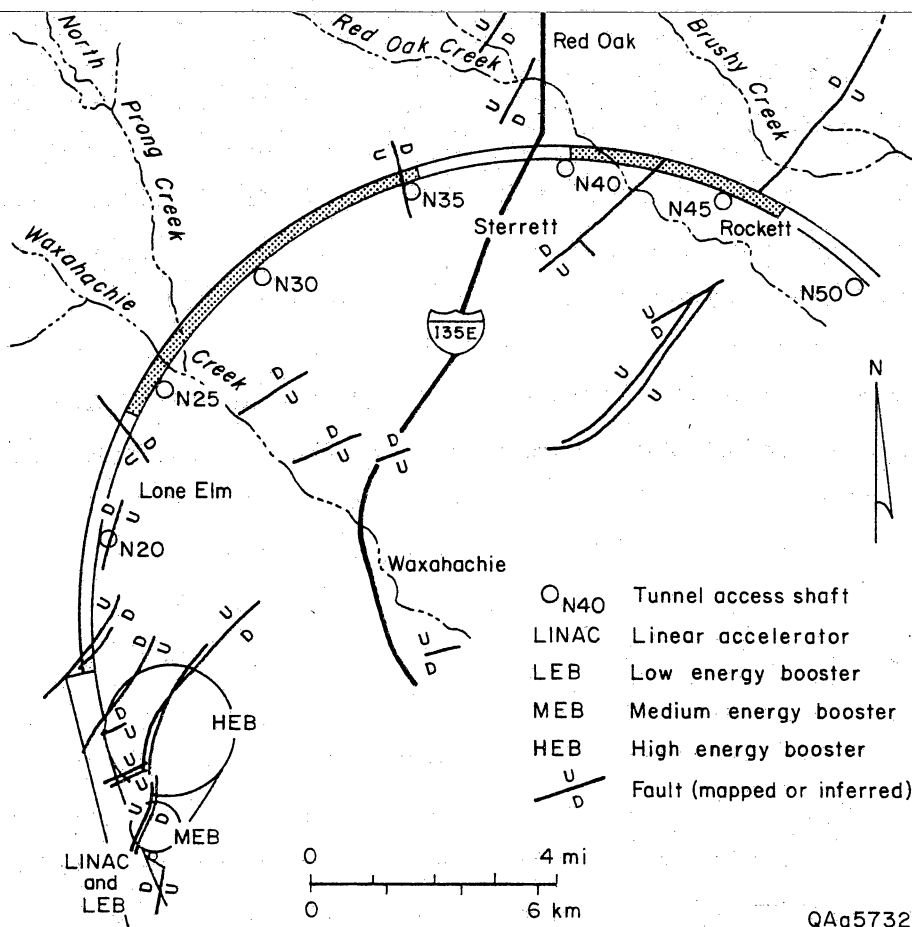 North
Prong
Creek
Red Oak Creek
U
D
Red Oak
Brushy
Creek
D
U
U
D
U
D
N35
N40
N45
Sterrett
Rockett
D
U
N50
Waxahachie
Creek
N30
I35E
U
D
U
U
N
N25
D
U
D
U
D
U
D
U
Lone Elm
D
U
N20
Waxahachie
U
D
U
D
D
U
U
D
HEB
D
U
U
U
U
D
MEB
LINAC
and
LEB
D
U
N40 Tunnel access shaft
LINAC Linear accelerator
LEB Low energy booster
MEB Medium energy booster
HEB High energy booster
U
D
Fault (mapped or inferred)
0 4 mi
0 6 km
QAa5732